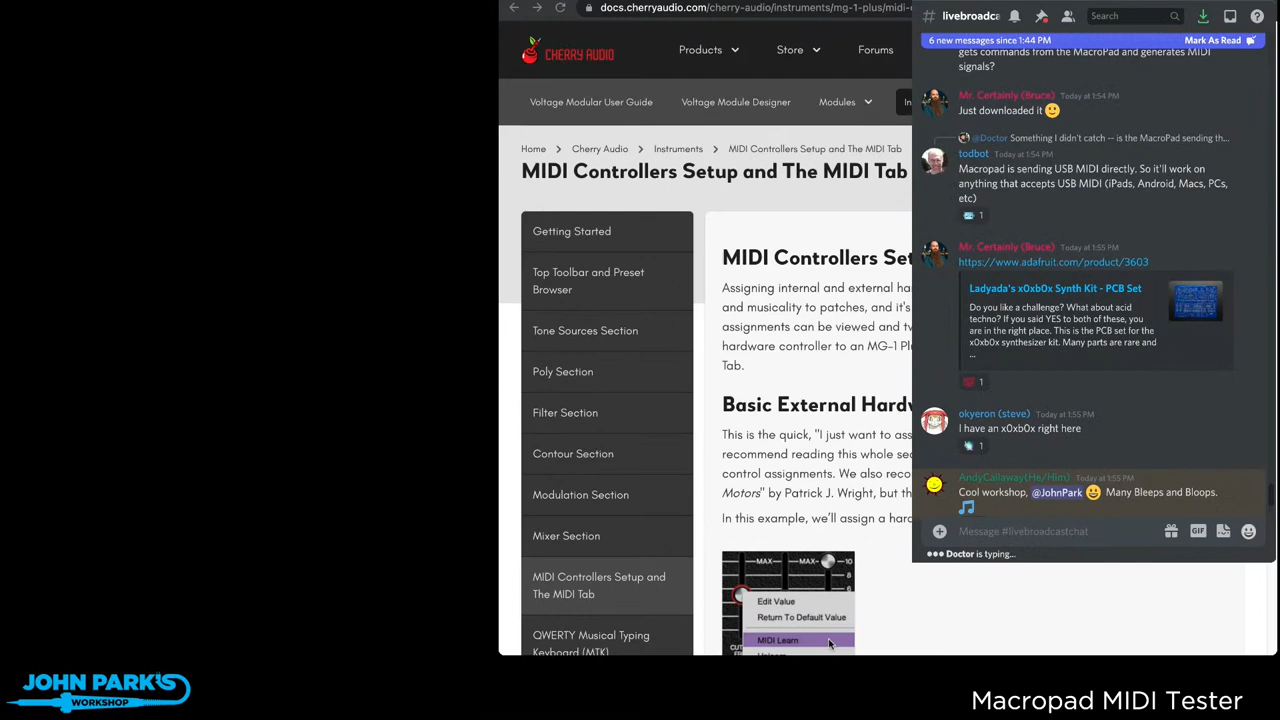 docs.cherryaudio.com/cherry-audio/instruments/mg-1-plus/midi-
CHERRY AUDIO
Products
Store
Forums
Voltage Modular User Guide
Voltage Module Designer
Modules
In
Home > Cherry Audio > Instruments > MIDI Controllers Setup and The MIDI Tab
MIDI Controllers Setup and The MIDI Tab
Getting Started
Top Toolbar and Preset
Browser
Tone Sources Section
Poly Section
Filter Section
Contour Section
Modulation Section
Mixer Section
MIDI Controllers Setup and
The MIDI Tab
QWERTY Musical Typing
Keyboard (MTK)
MIDI Controllers Set
Assigning internal and external ha
and musicality to patches, and it's
assignments can be viewed and tw
hardware controller to an MG-1 Pl
Tab.
Basic External Hardw
This is the quick, "I just want to ass
recommend reading this whole sec
control assignments. We also reco
Motors" by Patrick J. Wright, but th
In this example, we'll assign a hard
MAX
MAX
10
8
6
Edit Value
Return To Default Value
MIDI Learn
# livebroadca
Search
6 new messages since 1:44 PM
Mark As Read
gets commands from the MacroPad and generates MIDI
signals?
Mr. Certainly (Bruce) Today at 1:54 PM
Just downloaded it
@Doctor Something I didn't catch -- is the MacroPad sending th...
todbot Today at 1:54 PM
Macropad is sending USB MIDI directly. So it'll work on
anything that accepts USB MIDI (iPads, Android, Macs, PCs,
etc)
1
Mr. Certainly (Bruce) Today at 1:55 PM
https://www.adafruit.com/product/3603
Ladyada's x0xb0x Synth Kit - PCB Set
Do you like a challenge? What about acid
techno? If you said YES to both of these, you
are in the right place. This is the PCB set for the
x0xb0x synthesizer kit. Many parts are rare and
...
1
okyeron (steve) Today at 1:55 PM
I have an x0xb0x right here
1
AndyCallaway(He/Him) Today at 1:55 PM
Cool workshop, @JohnPark Many Bleeps and Bloops.
Message #livebroadcastchat
GIF
Doctor is typing...
JOHN PARK'S
WORKSHOP
Macropad MIDI Tester